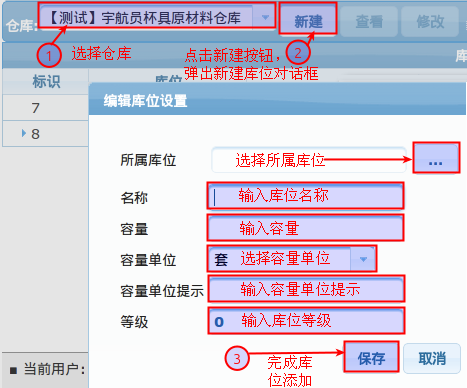 仓库: 【测试】宇航员杯具原材料仓库 新建 查看 修改
1 选择仓库 点击新建按钮, 2
弹出新建库位对话框
标识 库位 库
7
8
编辑库位设置
所属库位 选择所属库位 ...
名称 输入库位名称
容量 输入容量
容量单位 套 选择容量单位
容量单位提示 输入容量单位提示
等级 0 输入库位等级
3 完成库 保存 取消
位添加
当前用户: